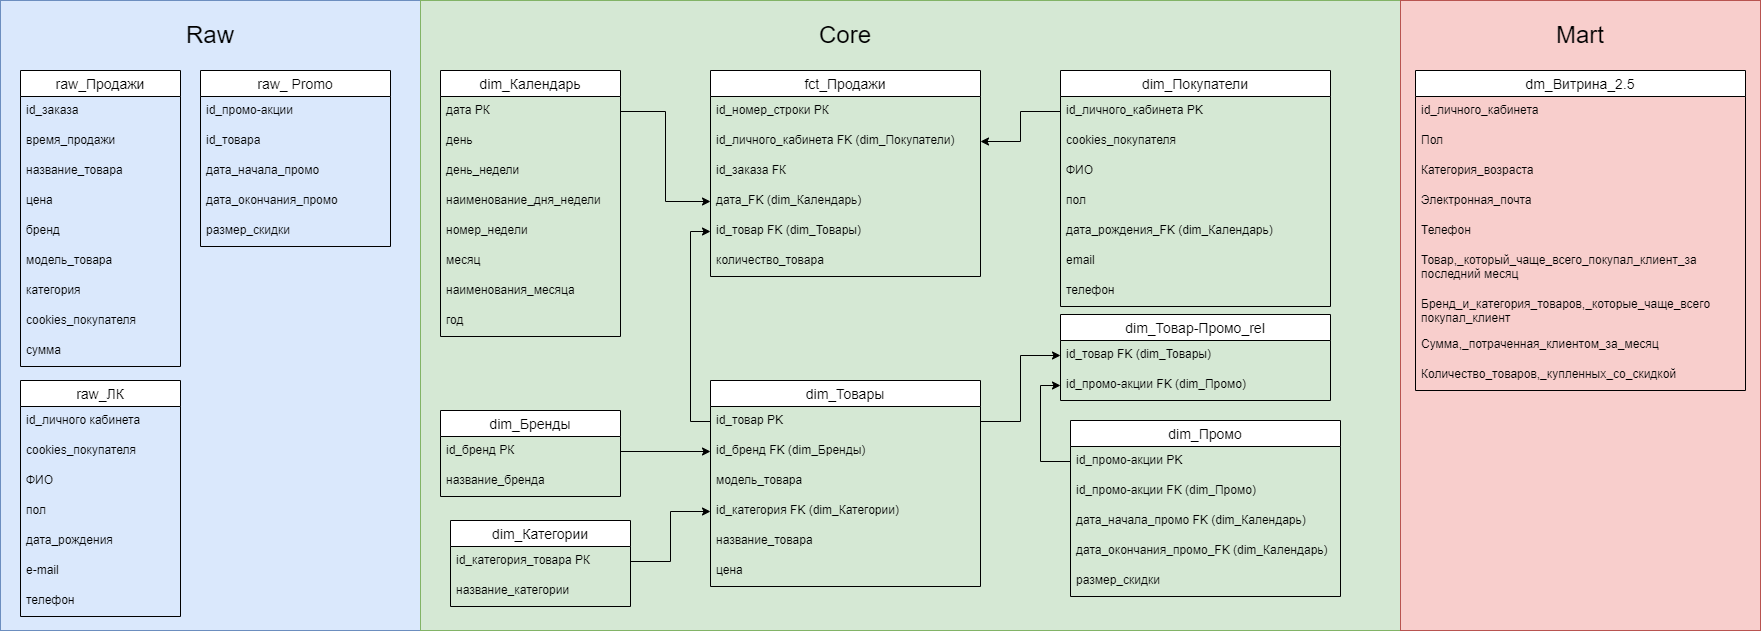 Raw
raw_Продажи
id_заказа
время_продажи
название_товара
цена
бренд
модель_товара
категория
cookies_покупателя
сумма
raw_ Promo
id_промо-акции
id_товара
дата_начала_промо
дата_окончания_промо
размер_скидки
raw_ЛК
id_личного кабинета
cookies_покупателя
ФИО
пол
дата_рождения
e-mail
телефон
Core
dim_Календарь
дата PK
день
день_недели
наименование_дня_недели
номер_недели
месяц
наименования_месяца
год
fct_Продажи
id_номер_строки PK
id_личного_кабинета FK (dim_Покупатели)
id_заказа FK
дата_FK (dim_Календарь)
id_товар FK (dim_Товары)
количество_товара
dim_Покупатели
id_личного_кабинета PK
cookies_покупателя
ФИО
пол
дата_рождения_FK (dim_Календарь)
email
телефон
dim_Товар-Промо_rel
id_товар FK (dim_Товары)
id_промо-акции FK (dim_Промо)
dim_Бренды
id_бренд PK
название_бренда
dim_Категории
id_категория_товара PK
название_категории
dim_Товары
id_товар PK
id_бренд FK (dim_Бренды)
модель_товара
id_категория FK (dim_Категории)
название_товара
цена
dim_Промо
id_промо-акции PK
id_промо-акции FK (dim_Промо)
дата_начала_промо FK (dim_Календарь)
дата_окончания_промо_FK (dim_Календарь)
размер_скидки
Mart
dm_Витрина_2.5
id_личного_кабинета
Пол
Категория_возраста
Электронная_почта
Телефон
Товар,_который_чаще_всего_покупал_клиент_за
последний месяц
Бренд_и_категория_товаров,_которые_чаще_всего
покупал_клиент
Сумма,_потраченная_клиентом_за_месяц
Количество_товаров,_купленных_со_скидкой